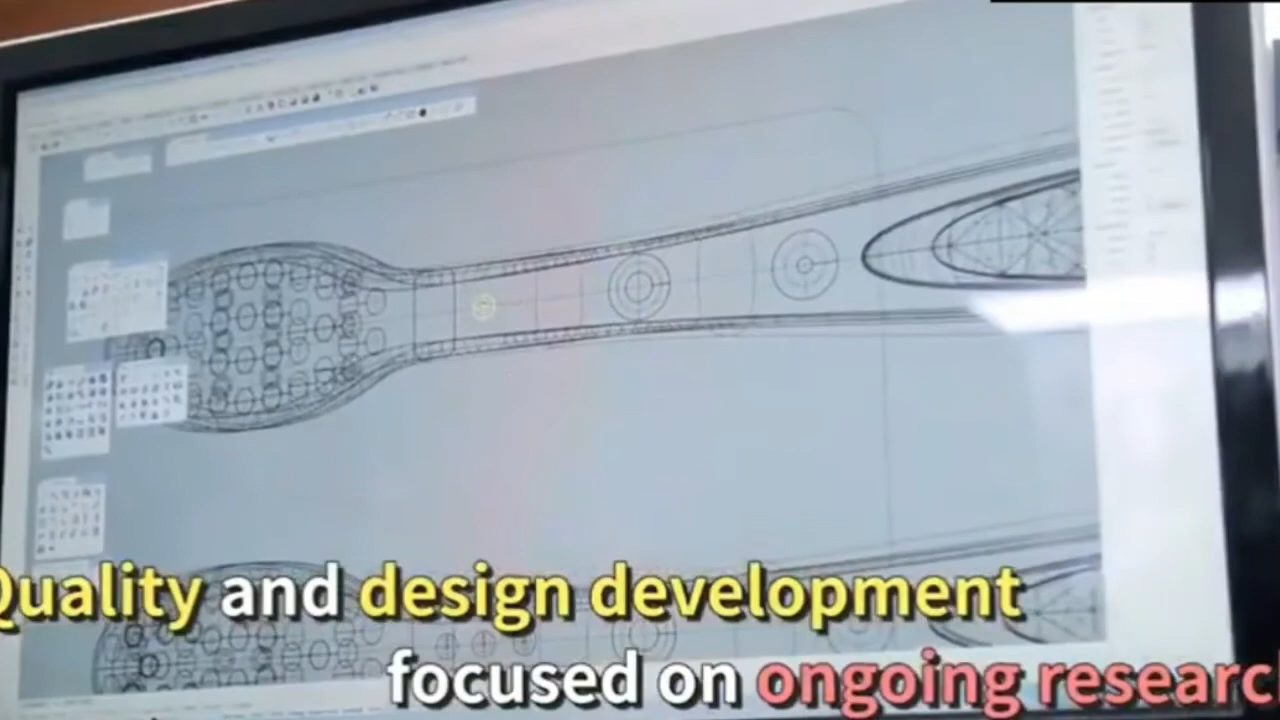 Quality and design development
focused on ongoing researc